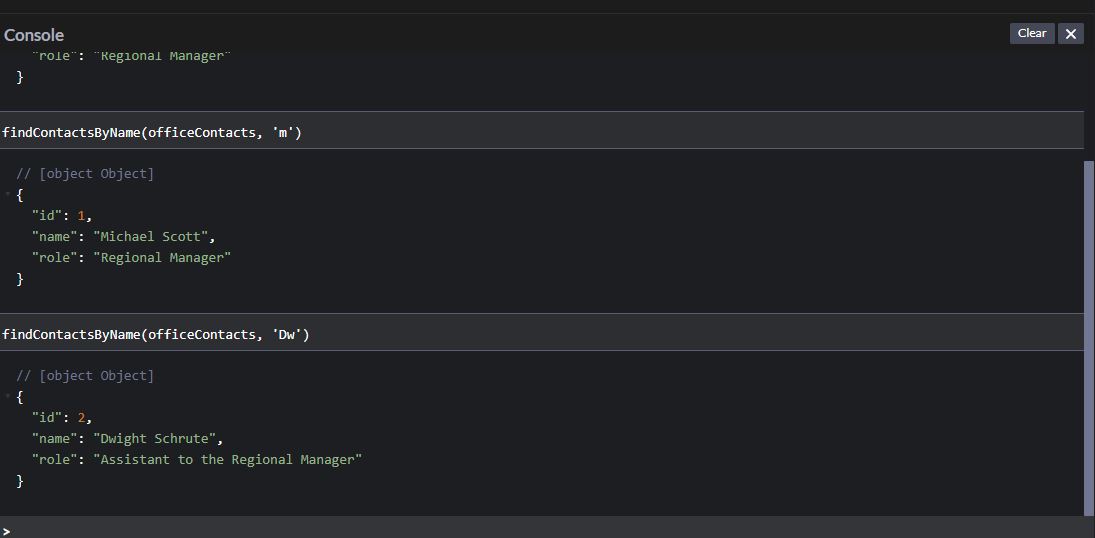 Console
Clear
"role": "Regional Manager"
}
findContactsByName(officeContacts, 'm')
// [object Object]
{
"id": 1,
"name": "Michael Scott",
"role": "Regional Manager"
}
findContactsByName(officeContacts, 'Dw')
// [object Object]
{
"id": 2,
"name": "Dwight Schrute",
"role": "Assistant to the Regional Manager"
}
>